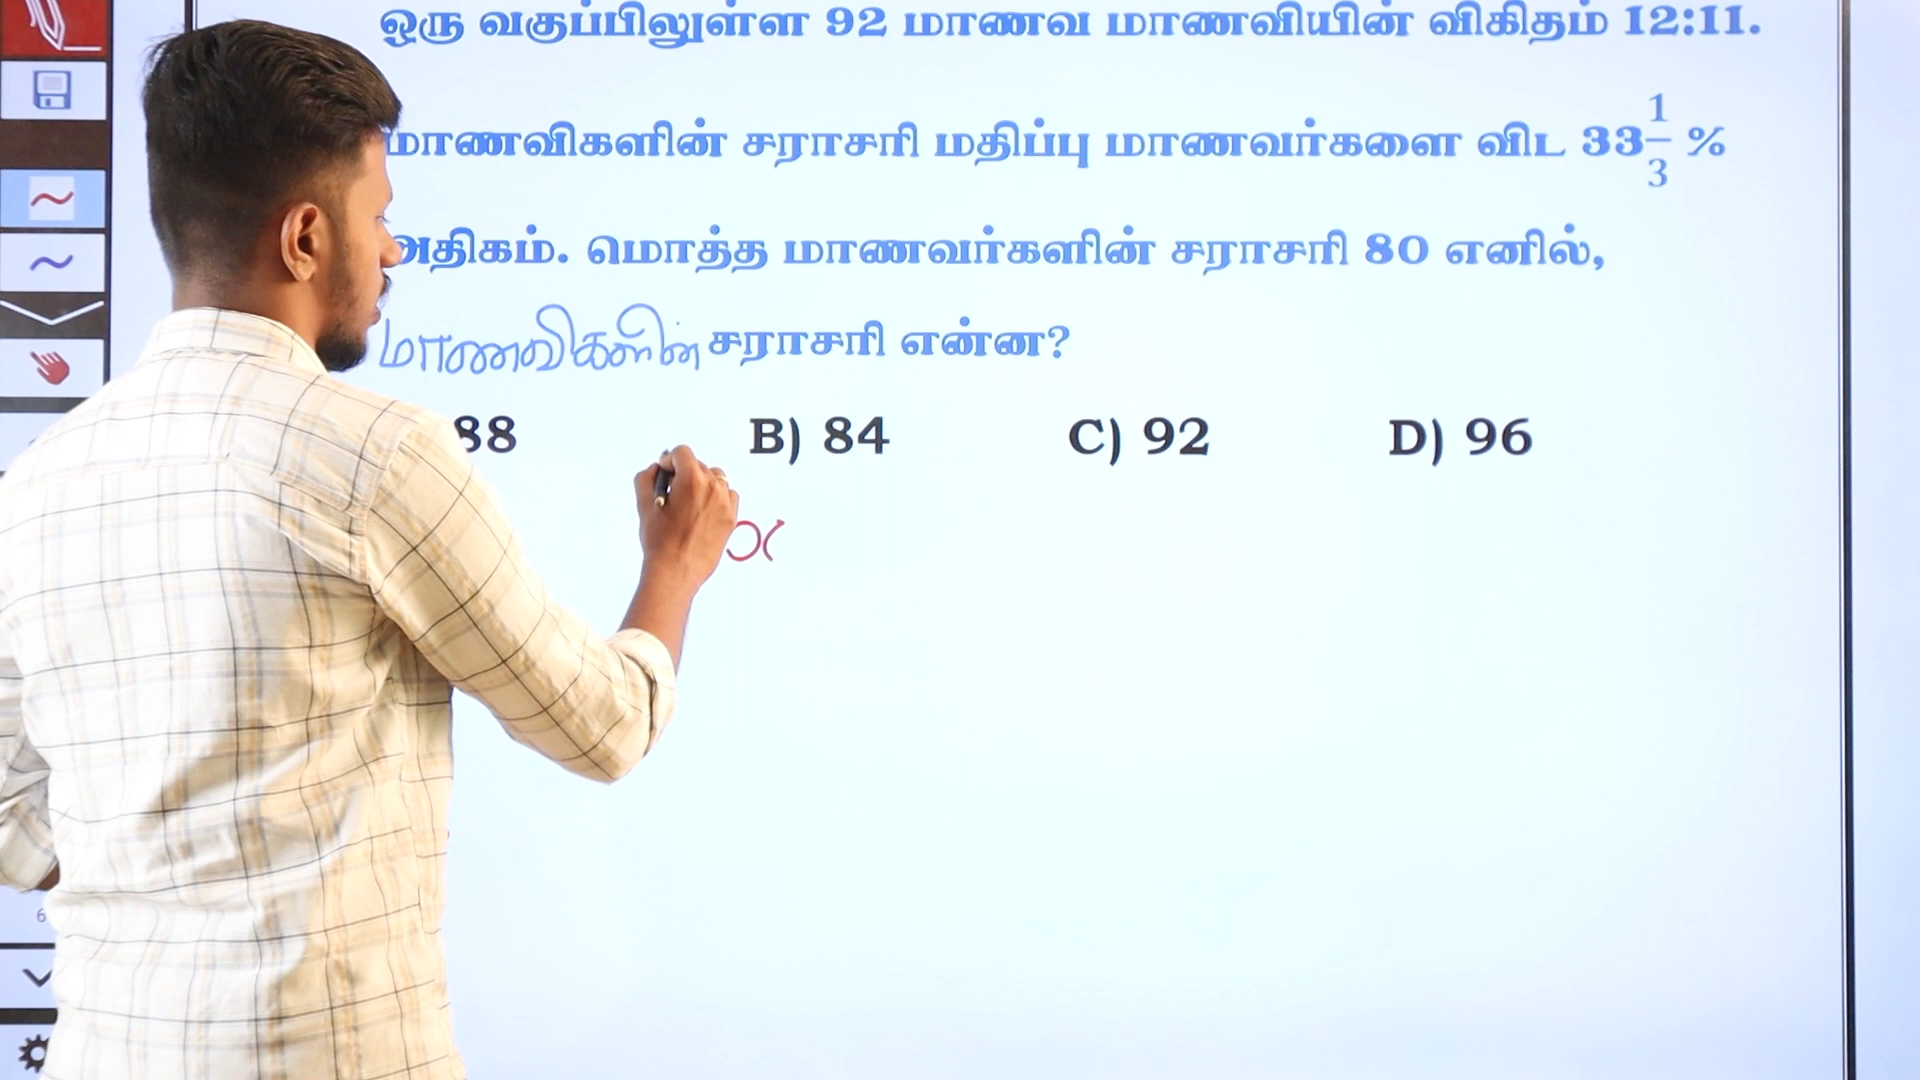 ஒரு வகுப்பிலுள்ள 92 மாணவ மாணவியின் விகிதம் 12:11.
மாணவிகளின் சராசரி மதிப்பு மாணவர்களை விட 33 1/3 %
அதிகம். மொத்த மாணவர்களின் சராசரி 80 எனில்,
மாணவிகளின் சராசரி என்ன?
88 B) 84 C) 92 D) 96
x
6